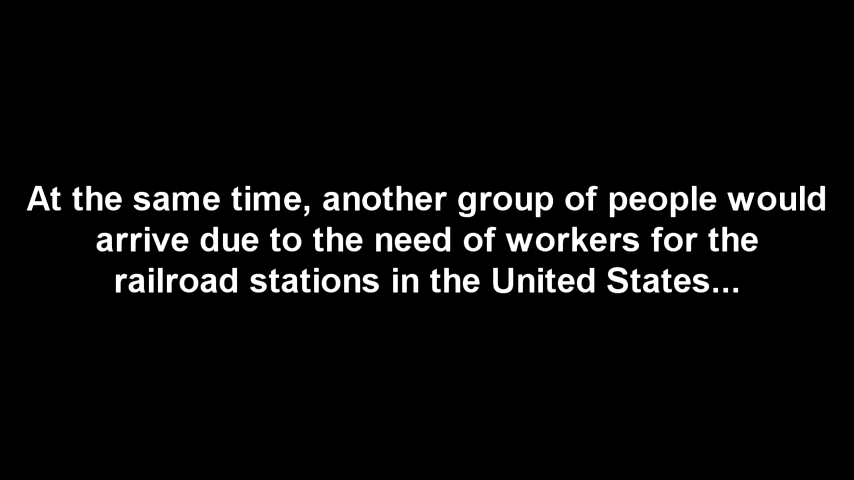 At the same time, another group of people would
arrive due to the need of workers for the
railroad stations in the United States...